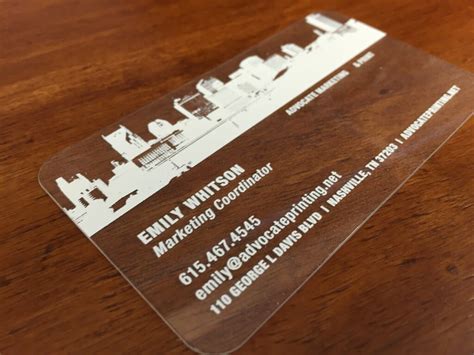 ADVOCATE MARKETING & PRINT
EMILY WHITSON
Marketing Coordinator
615.467.4545
emily@advocateprinting.net
110 GEORGE L DAVIS BLVD | NASHVILLE, TN 37203 | ADVOCATEPRINTING.NET